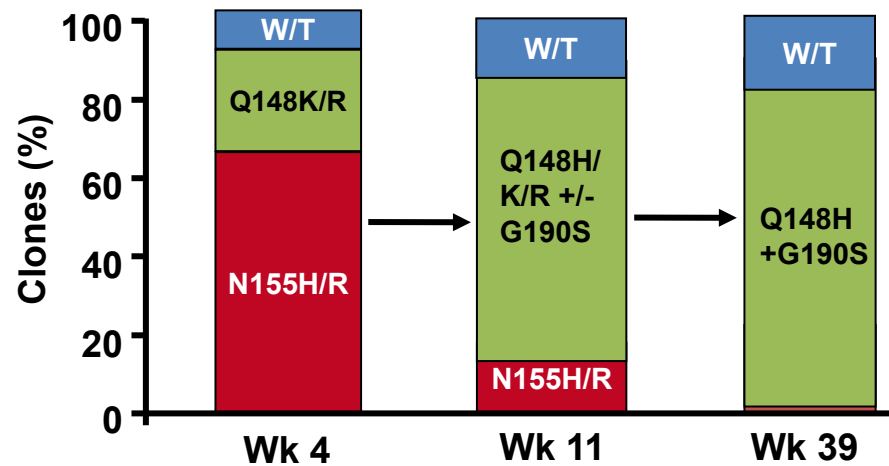 Clones (%)
100
80
60
40
20
0
W/T
Q148K/R
N155H/R
W/T
Q148H/
K/R +/-
G190S
N155H/R
W/T
Q148H
+G190S
Wk 4
Wk 11
Wk 39